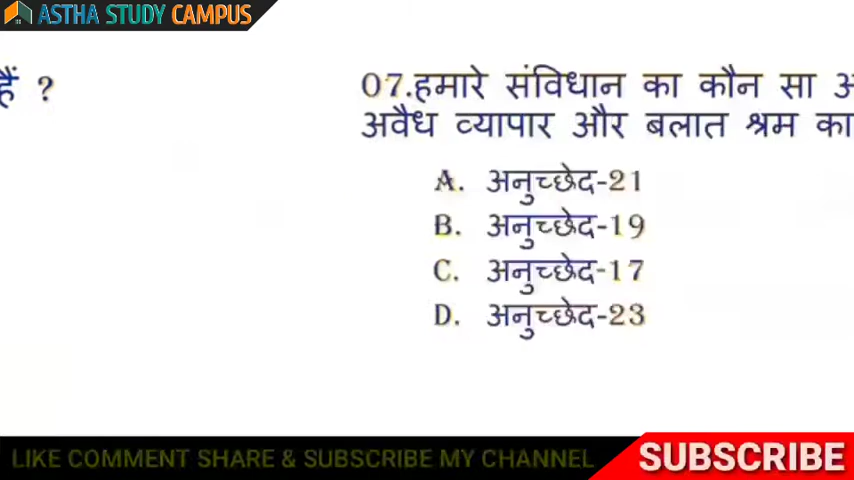 ASTHA STUDY CAMPUS
हैं ?
07.हमारे संविधान का कौन सा
अवैध व्यापार और बलात श्रम का
A. अनुच्छेद-21
B. अनुच्छेद-19
C. अनुच्छेद-17
D. अनुच्छेद-23
LIKE COMMENT SHARE & SUBSCRIBE MY CHANNEL
SUBSCRIBE